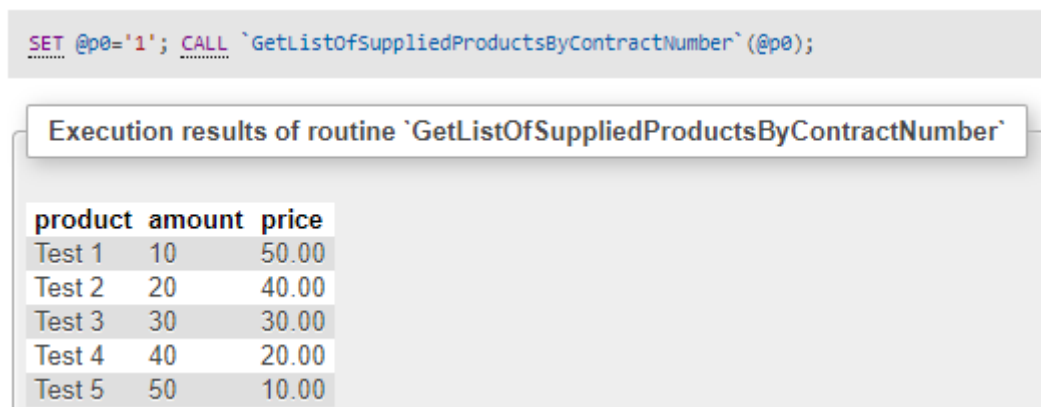 SET @p0='1'; CALL `GetListOfSuppliedProductsByContractNumber`(@p0);
Execution results of routine `GetListOfSuppliedProductsByContractNumber`
product amount price
Test 1 10 50.00
Test 2 20 40.00
Test 3 30 30.00
Test 4 40 20.00
Test 5 50 10.00